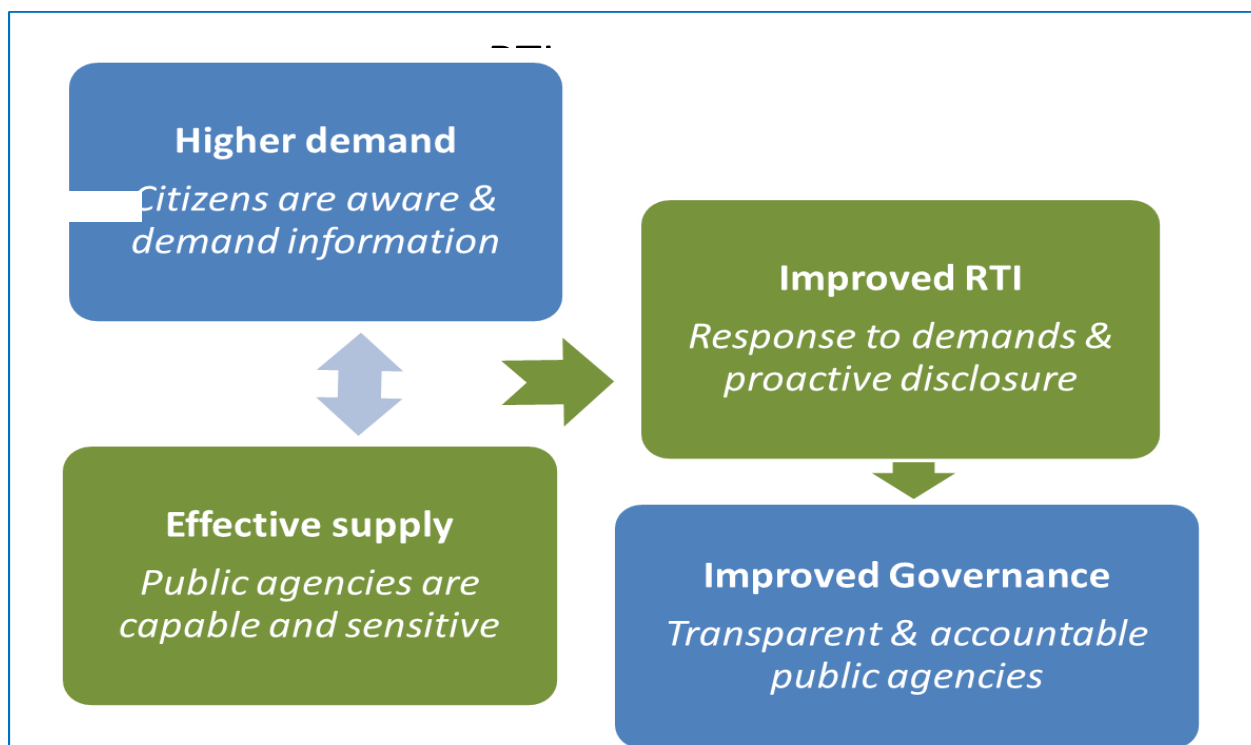 Higher demand
Citizens are aware &
demand information
Improved RTI
Response to demands &
proactive disclosure
Effective supply
Public agencies are
capable and sensitive
Improved Governance
Transparent & accountable
public agencies